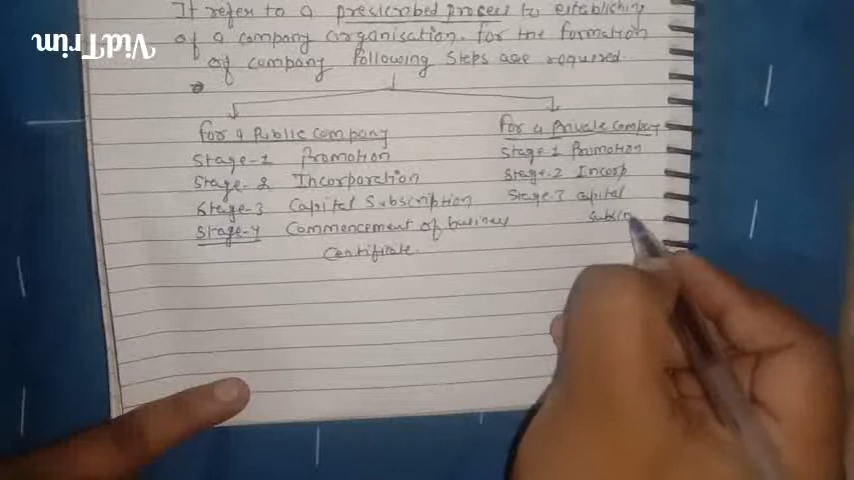 It refer to a prescribed process to establishing
of a company organisation. for the formation
of company following steps are required.
for a Public company
Stage-1 Promotion
Stage-2 Incorporation
Stage-3 Capital Subscription
Stage-4 Commencement of business
Centificate.
for a Private company
Stage-1 Promotion
Stage-2 Incorp
Stage-3 capital
Subscr
VidTrim